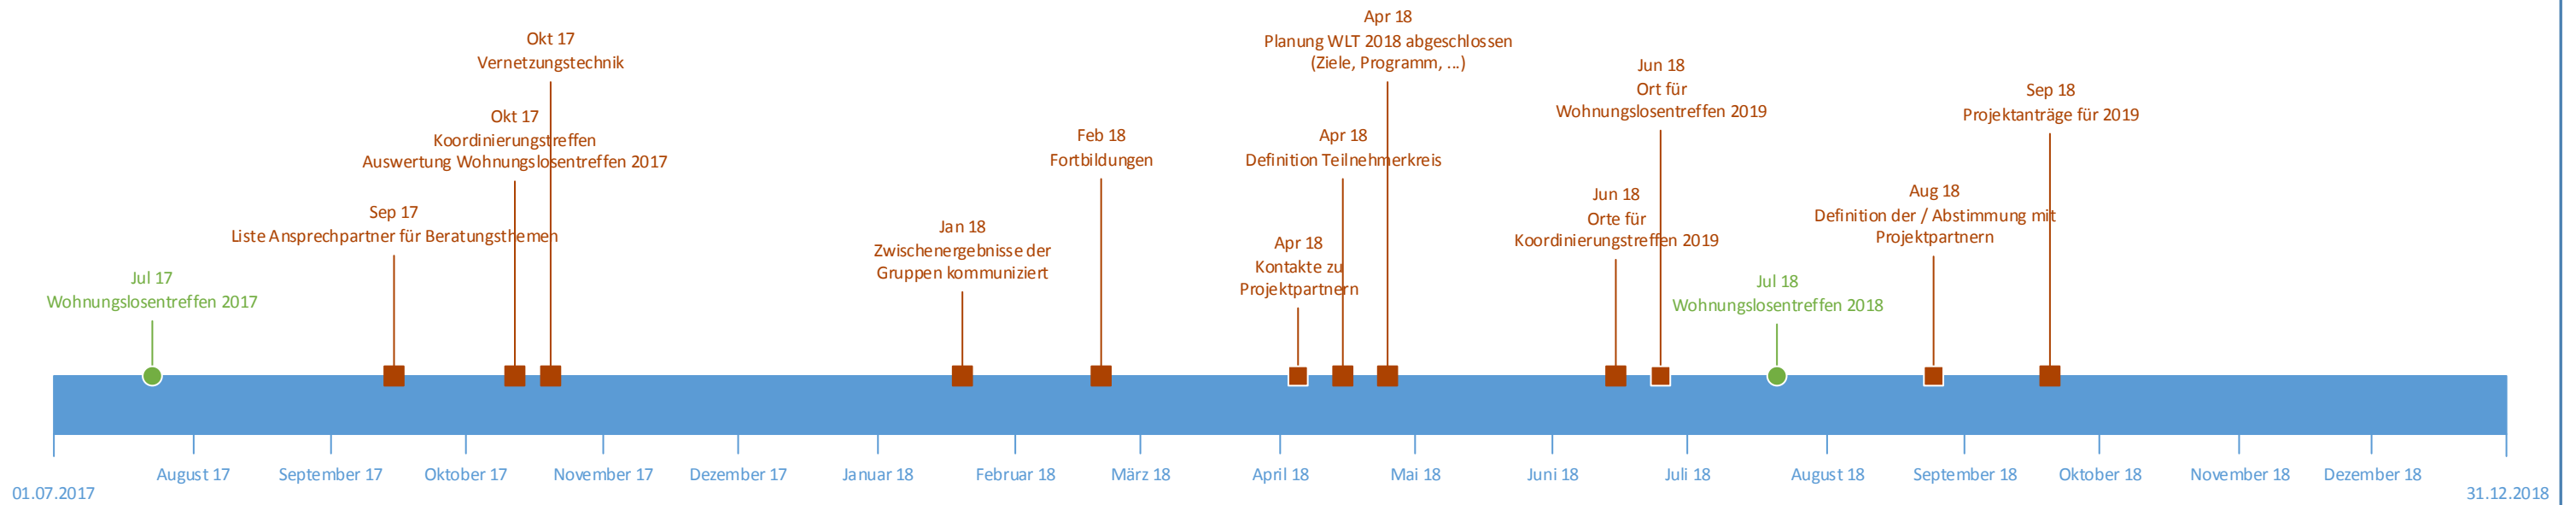 Jul 17
Wohnungslosentreffen 2017
Sep 17
Liste Ansprechpartner für Beratungsthemen
Okt 17
Koordinierungstreffen
Auswertung Wohnungslosentreffen 2017
Okt 17
Vernetzungstechnik
Jan 18
Zwischenergebnisse der
Gruppen kommuniziert
Feb 18
Fortbildungen
Apr 18
Kontakte zu
Projektpartnern
Apr 18
Definition Teilnehmerkreis
Apr 18
Planung WLT 2018 abgeschlossen
(Ziele, Programm, ...)
Jun 18
Orte für
Koordinierungstreffen 2019
Jun 18
Ort für
Wohnungslosentreffen 2019
Jul 18
Wohnungslosentreffen 2018
Aug 18
Definition der / Abstimmung mit
Projektpartnern
Sep 18
Projektanträge für 2019
August 17
September 17
Oktober 17
November 17
Dezember 17
Januar 18
Februar 18
März 18
April 18
Mai 18
Juni 18
Juli 18
August 18
September 18
Oktober 18
November 18
Dezember 18
01.07.2017
31.12.2018